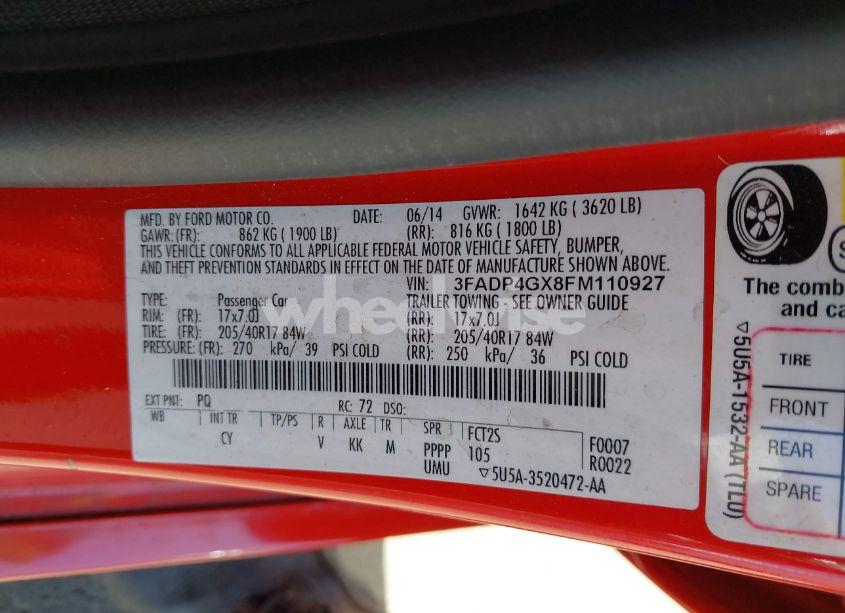 MFD. BY FORD MOTOR CO. DATE: 06/14 GVWR: 1642 KG ( 3620 LB)
GAWR:(FR): 862 KG ( 1900 LB) (RR): 816 KG ( 1800 LB)
THIS VEHICLE CONFORMS TO ALL APPLICABLE FEDERAL MOTOR VEHICLE SAFETY, BUMPER,
AND THEFT PREVENTION STANDARDS IN EFFECT ON THE DATE OF MANUFACTURE SHOWN ABOVE.
VIN: 3FADP4GX8FM110927
TYPE: Passenger Car TRAILER TOWING - SEE OWNER GUIDE
RIM: (FR): 17x7.0J (RR): 17x7.0J
TIRE: (FR): 205/40R17 84W (RR): 205/40R17 84W
PRESSURE: (FR): 270 kPa/ 39 PSI COLD (RR): 250 kPa/ 36 PSI COLD
EXT PNT: PQ RC: 72 DSO:
WB INT TR TP/PS R AXLE TR SPR FCT2S
CY V KK M PPPP 105 F0007
UMU R0022
▽5U5A-3520472-AA
wheelwise
The combin
and ca
▽5U5A-1532-AA (TLU)
TIRE
FRONT
REAR
SPARE